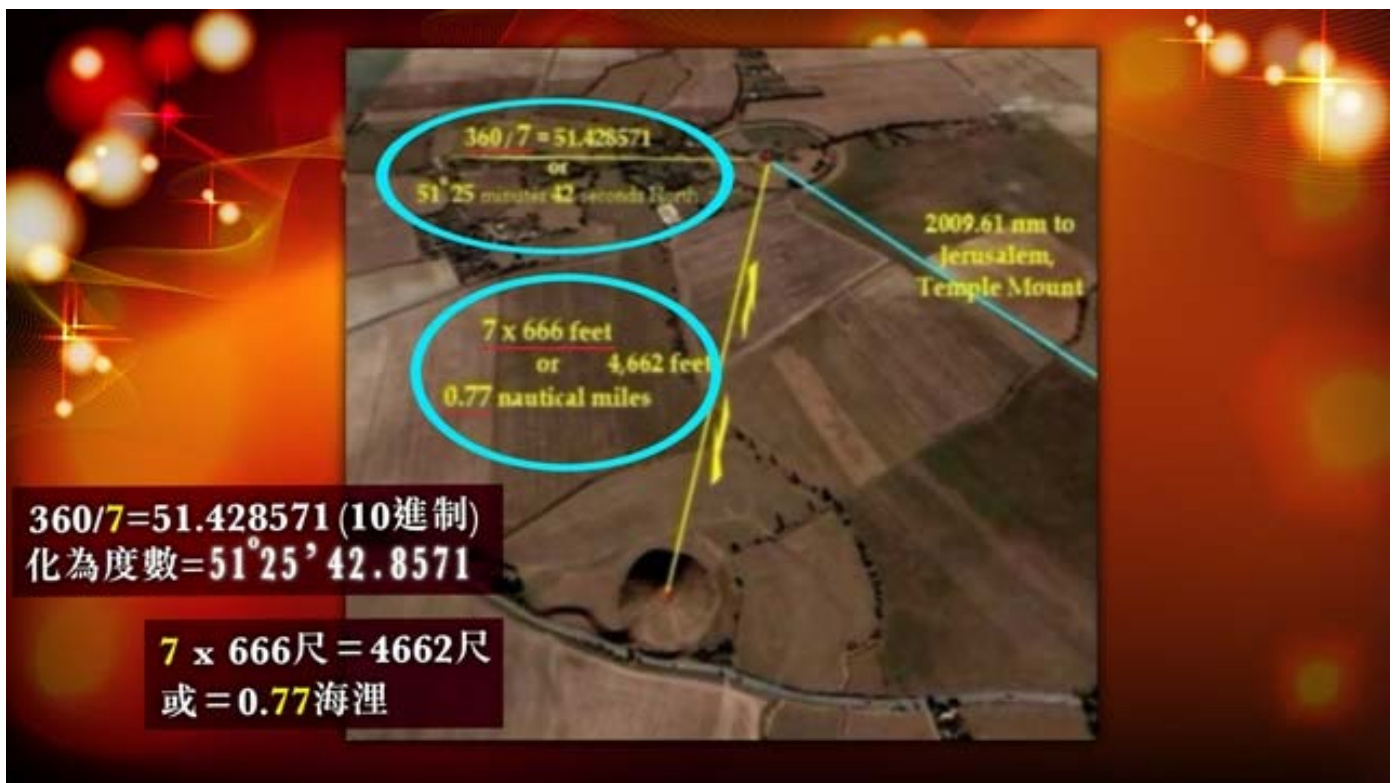 360/7=51.428571
or
51°25 minutes 42 seconds North
2009.61 nm to
Jerusalem,
Temple Mount
7 x 666 feet
or 4,662 feet
0.77 nautical miles
360/7=51.428571(10進制)
化為度數=51°25’42.8571
7 x 666尺=4662尺
或=0.77海浬